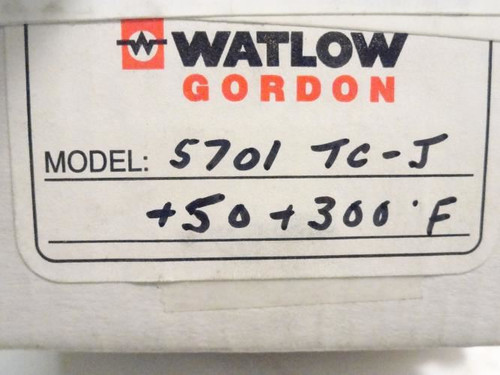 WATLOW
GORDON
MODEL: 5701 TC-J
+50 +300°F